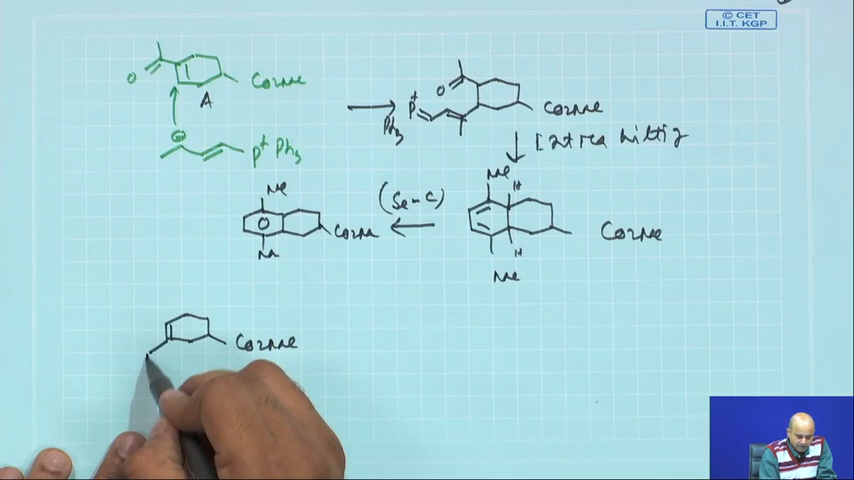 © CET
I.I.T. KGP
O
CO2Me
A
⊖
P⁺ Ph3
O
P⁺
Ph3
CO2Me
[Intra Wittig
Me
H
(Se-C)
Me
CO2Me
Me
CO2Me
H
Me
CO2Me